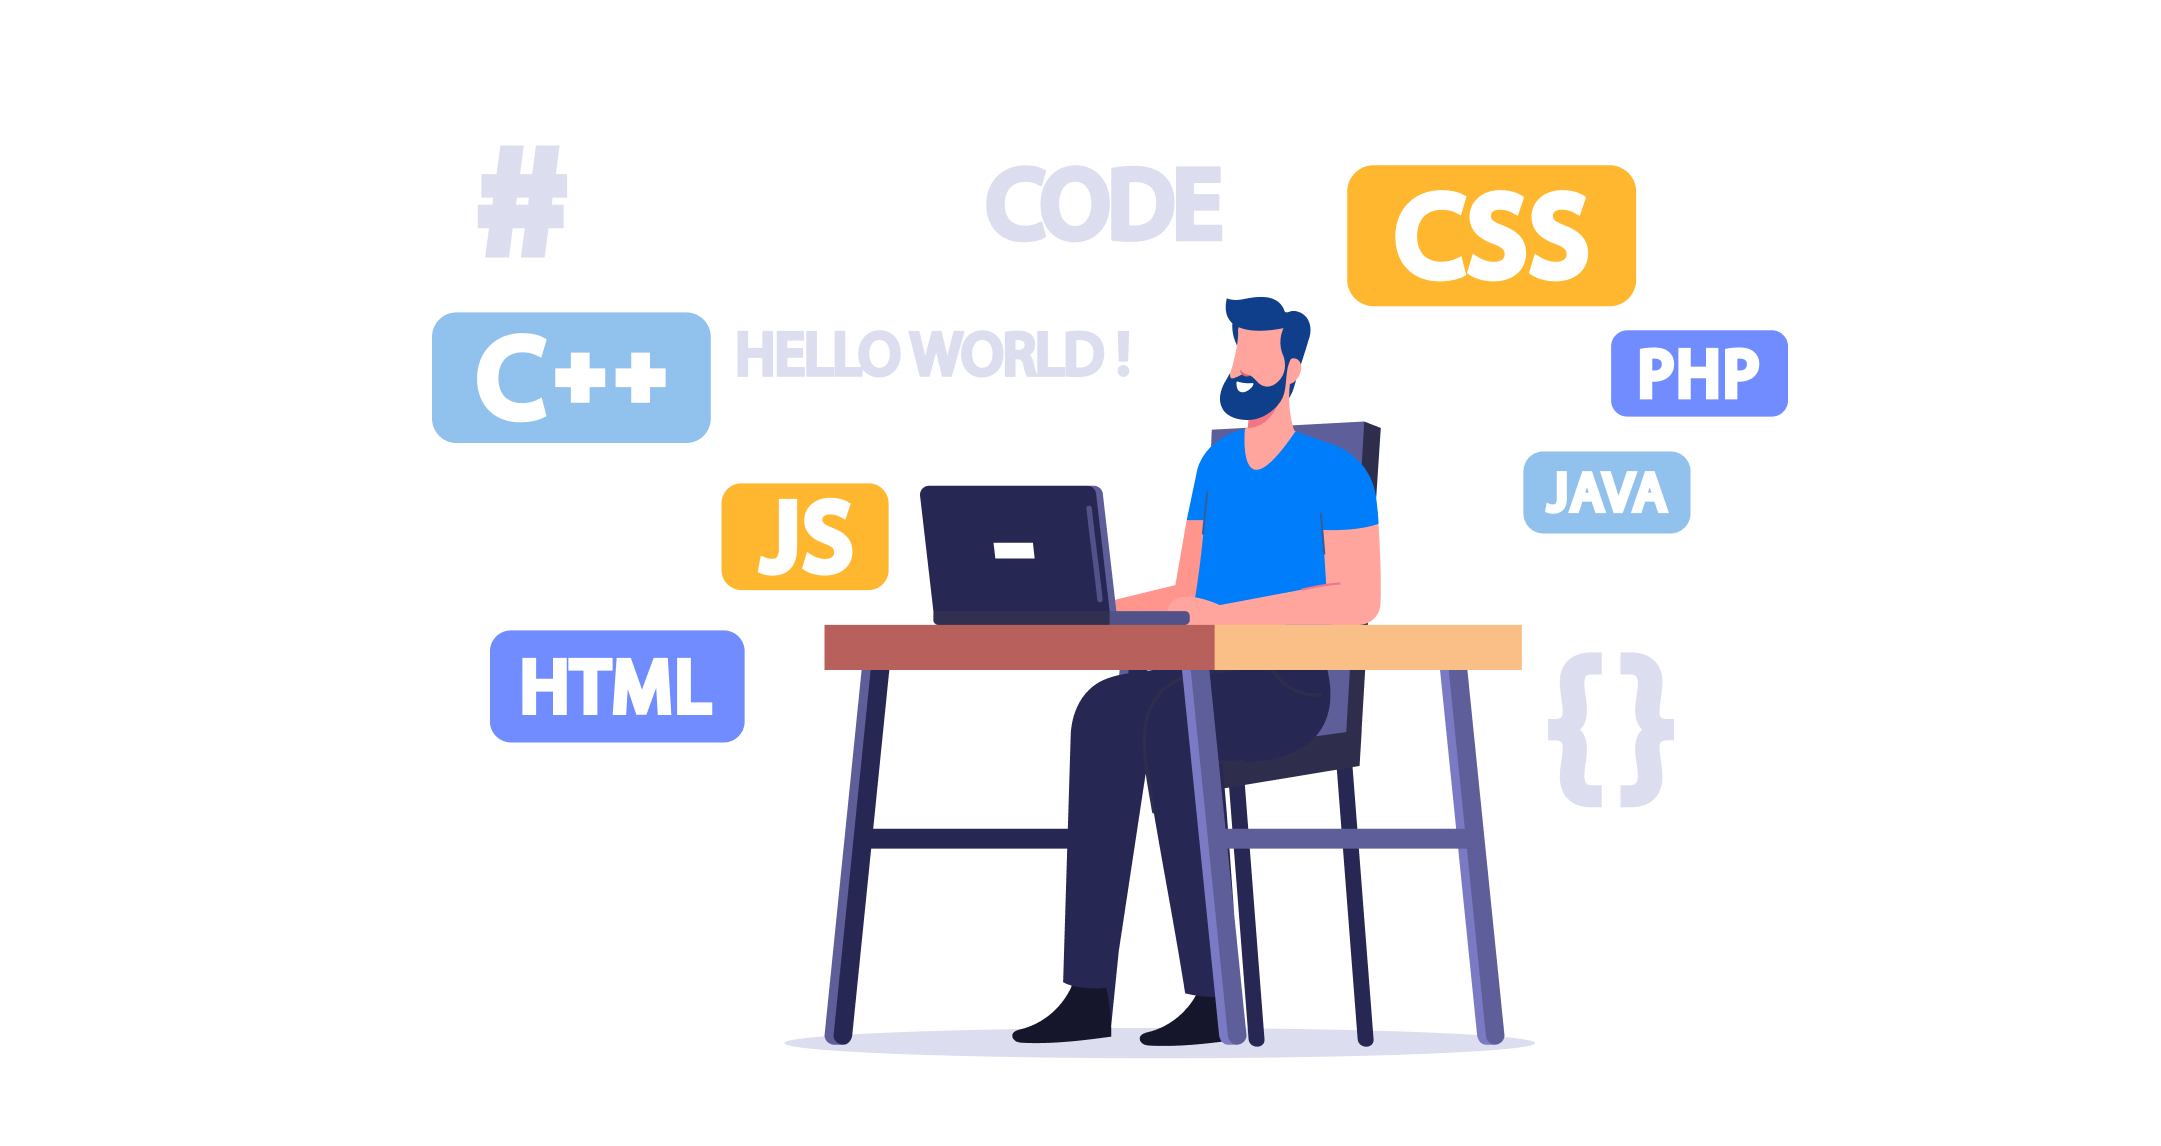 #
CODE
CSS
C++
HELLO WORLD !
PHP
JS
JAVA
HTML
{ }